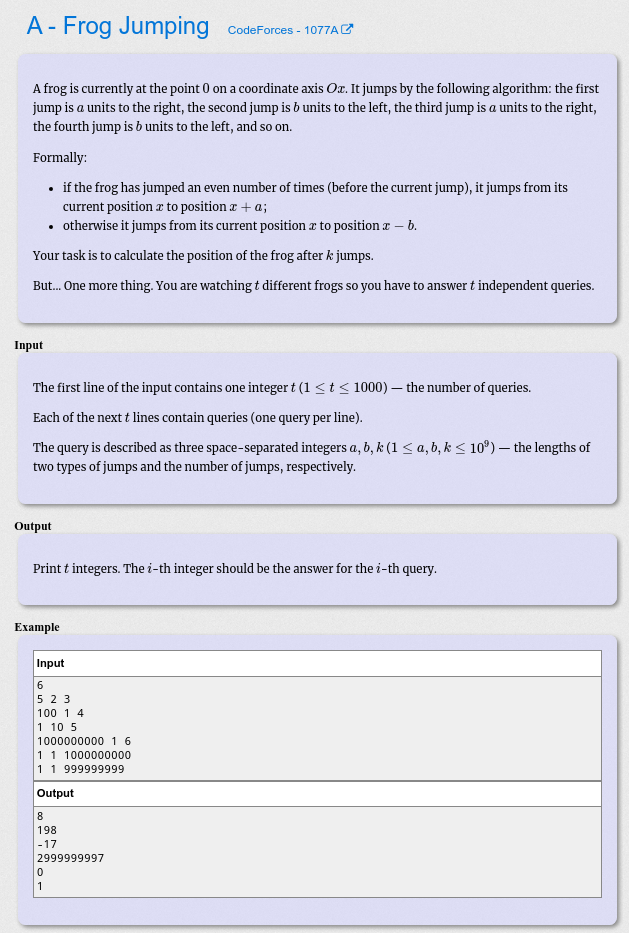 A - Frog Jumping CodeForces - 1077A
A frog is currently at the point 0 on a coordinate axis Ox. It jumps by the following algorithm: the first
jump is a units to the right, the second jump is b units to the left, the third jump is a units to the right,
the fourth jump is b units to the left, and so on.
Formally:
• if the frog has jumped an even number of times (before the current jump), it jumps from its
current position x to position x + a;
• otherwise it jumps from its current position x to position x − b.
Your task is to calculate the position of the frog after k jumps.
But... One more thing. You are watching t different frogs so you have to answer t independent queries.
Input
The first line of the input contains one integer t (1 ≤ t ≤ 1000) — the number of queries.
Each of the next t lines contain queries (one query per line).
The query is described as three space-separated integers a, b, k (1 ≤ a, b, k ≤ 10⁹) — the lengths of
two types of jumps and the number of jumps, respectively.
Output
Print t integers. The i-th integer should be the answer for the i-th query.
Example
Input
6
5 2 3
100 1 4
1 10 5
1000000000 1 6
1 1 1000000000
1 1 999999999
Output
8
198
-17
2999999997
0
1